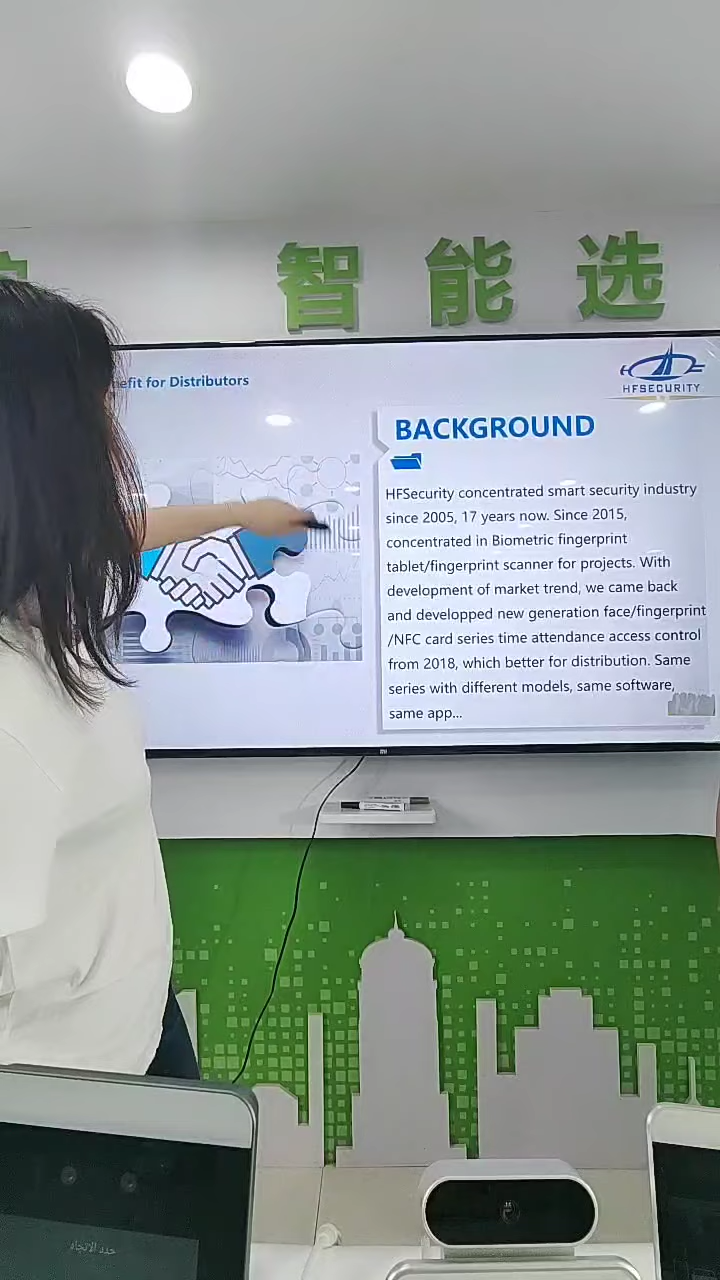 智能选
efit for Distributors
HFSECURITY
BACKGROUND
HFSecurity concentrated smart security industry
since 2005, 17 years now. Since 2015,
concentrated in Biometric fingerprint
tablet/fingerprint scanner for projects. With
development of market trend, we came back
and developped new generation face/fingerprint
/NFC card series time attendance access control
from 2018, which better for distribution. Same
series with different models, same software,
same app...
mi
حدد الاتجاه